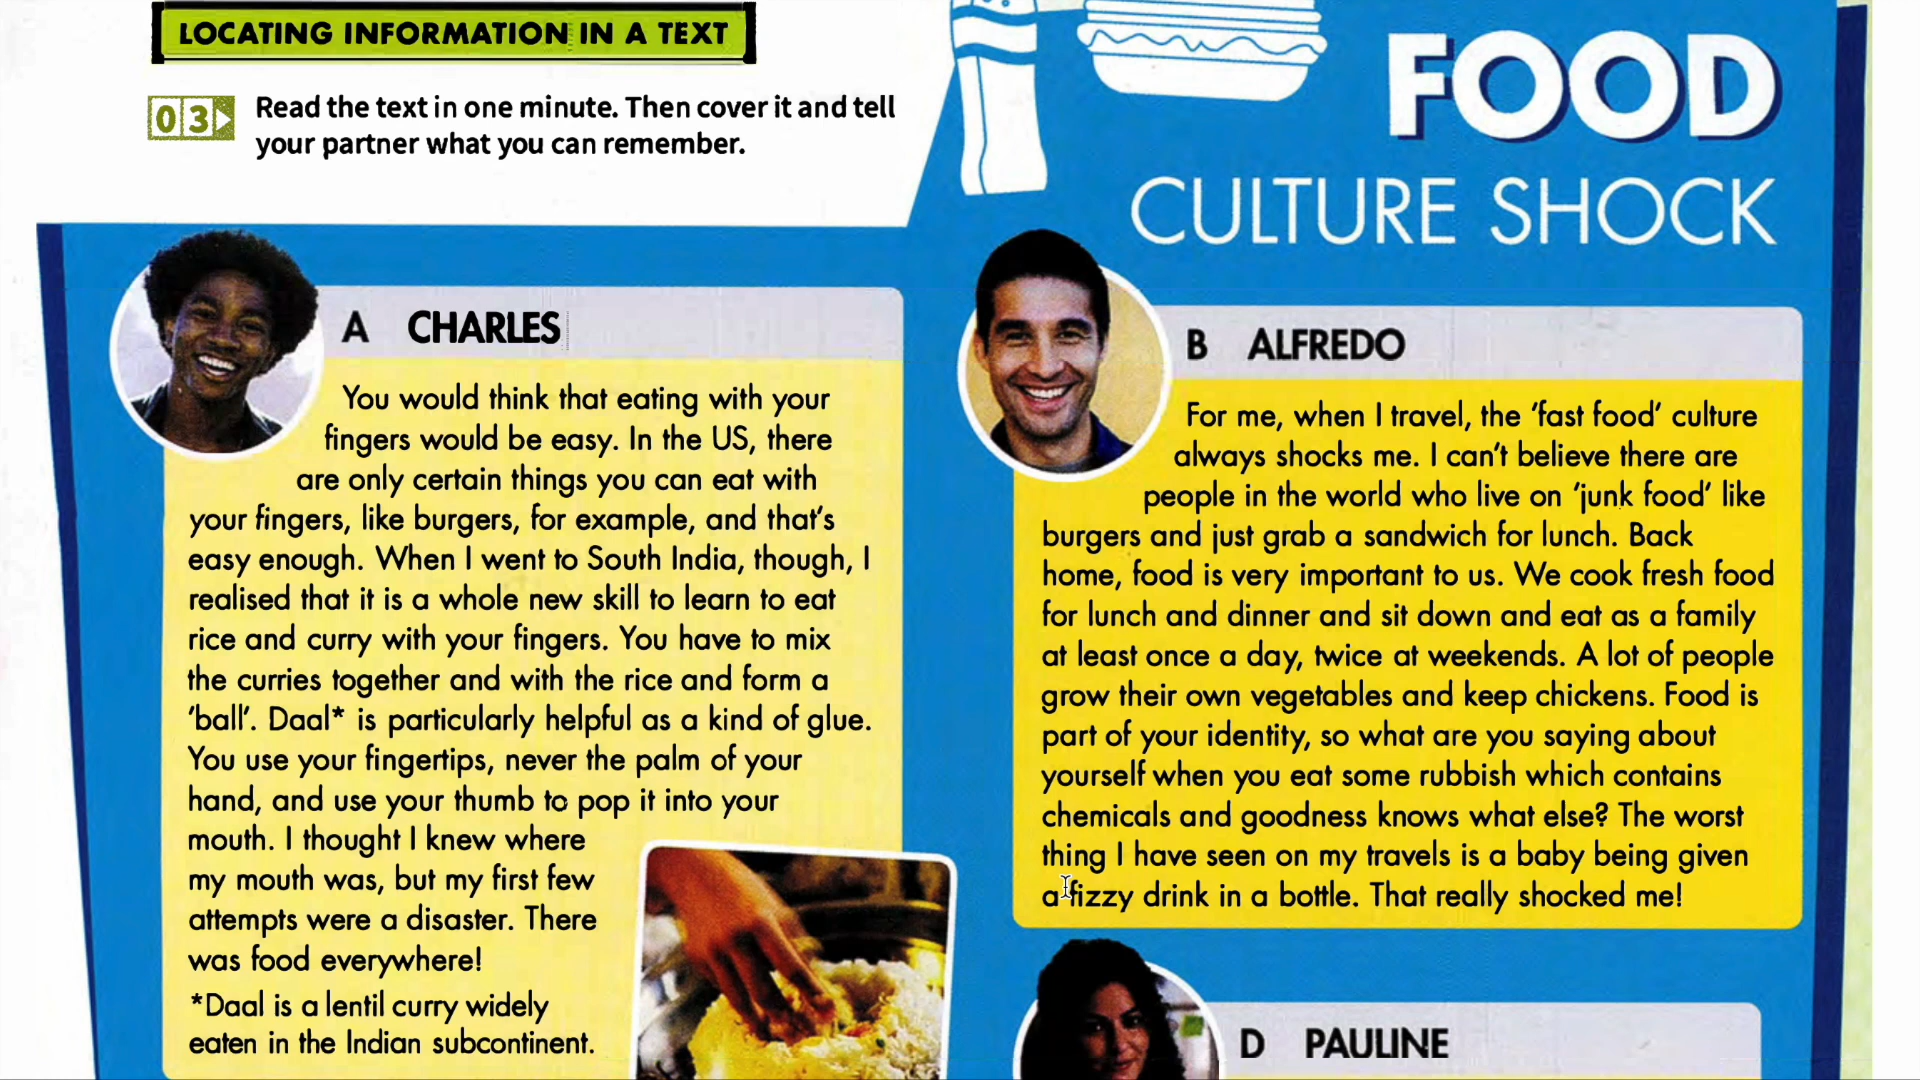 LOCATING INFORMATION IN A TEXT
03
Read the text in one minute. Then cover it and tell
your partner what you can remember.
FOOD
CULTURE SHOCK
A CHARLES
You would think that eating with your
fingers would be easy. In the US, there
are only certain things you can eat with
your fingers, like burgers, for example, and that's
easy enough. When I went to South India, though, I
realised that it is a whole new skill to learn to eat
rice and curry with your fingers. You have to mix
the curries together and with the rice and form a
'ball'. Daal* is particularly helpful as a kind of glue.
You use your fingertips, never the palm of your
hand, and use your thumb to pop it into your
mouth. I thought I knew where
my mouth was, but my first few
attempts were a disaster. There
was food everywhere!
*Daal is a lentil curry widely
eaten in the Indian subcontinent.
B ALFREDO
For me, when I travel, the 'fast food' culture
always shocks me. I can't believe there are
people in the world who live on 'junk food' like
burgers and just grab a sandwich for lunch. Back
home, food is very important to us. We cook fresh food
for lunch and dinner and sit down and eat as a family
at least once a day, twice at weekends. A lot of people
grow their own vegetables and keep chickens. Food is
part of your identity, so what are you saying about
yourself when you eat some rubbish which contains
chemicals and goodness knows what else? The worst
thing I have seen on my travels is a baby being given
a fizzy drink in a bottle. That really shocked me!
D PAULINE